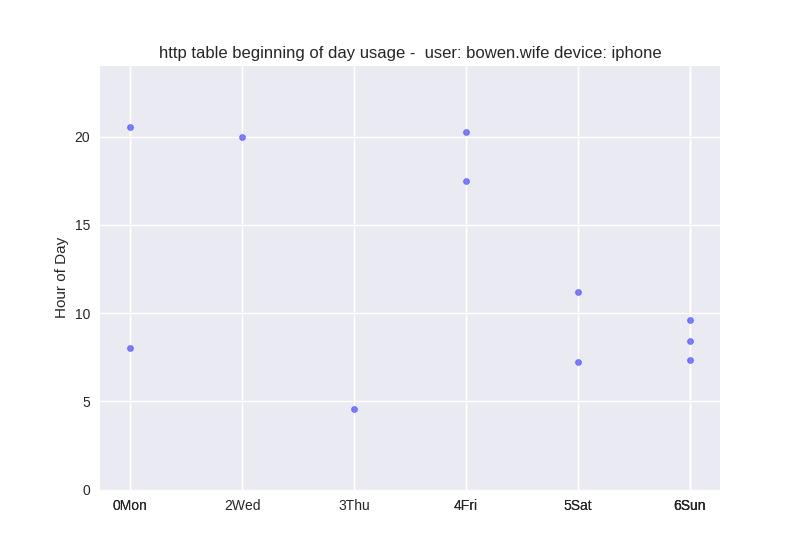 http table beginning of day usage -  user: bowen.wife device: iphone
20
15
10
5
0
Hour of Day
0Mon 2Wed 3Thu 4Fri 5Sat 6Sun